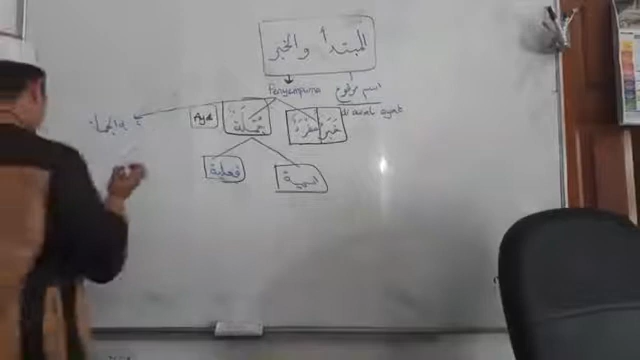 المبتدأ والخبر
اسم مرفوع
Penyempurna
di awal ayat
خبر مفرد
جملة
Ayat
اسمية
فعلية